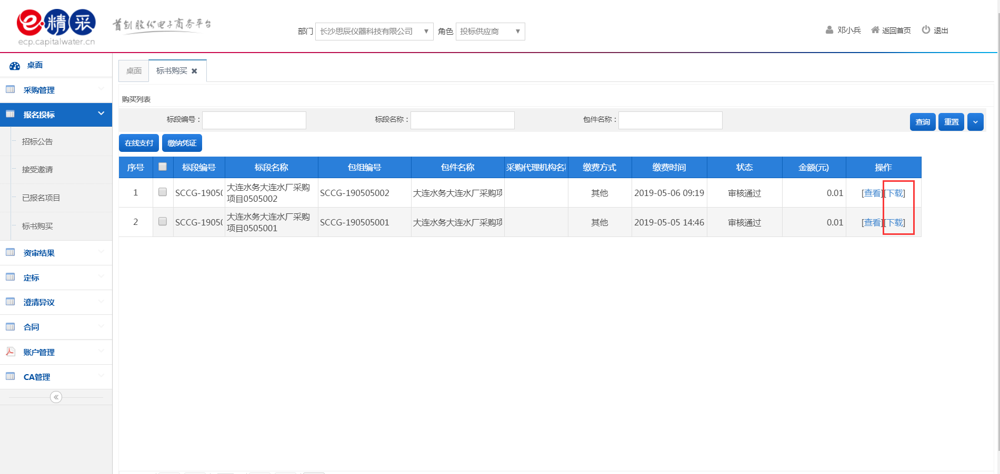 e精采
ecp.capitalwater.cn
首创股份电子商务平台
部门 长沙思辰仪器科技有限公司 ▼ 角色 投标供应商 ▼
邓小兵 返回首页 退出
桌面
采购管理
报名投标
招标公告
接受邀请
已报名项目
标书购买
资审结果
定标
澄清异议
合同
账户管理
CA管理
桌面 标书购买
购买列表
标段编号： 标段名称： 包件名称： 查询 重置
在线支付 缴纳凭证
序号 标段编号 标段名称 包组编号 包件名称 采购代理机构名称 缴费方式 缴费时间 状态 金额(元) 操作
1 SCCG-1905( 大连水务大连水厂采购项目0505002 SCCG-190505002 大连水务大连水厂采购项 其他 2019-05-06 09:19 审核通过 0.01 [查看][下载]
2 SCCG-1905( 大连水务大连水厂采购项目0505001 SCCG-190505001 大连水务大连水厂采购项 其他 2019-05-05 14:46 审核通过 0.01 [查看][下载]